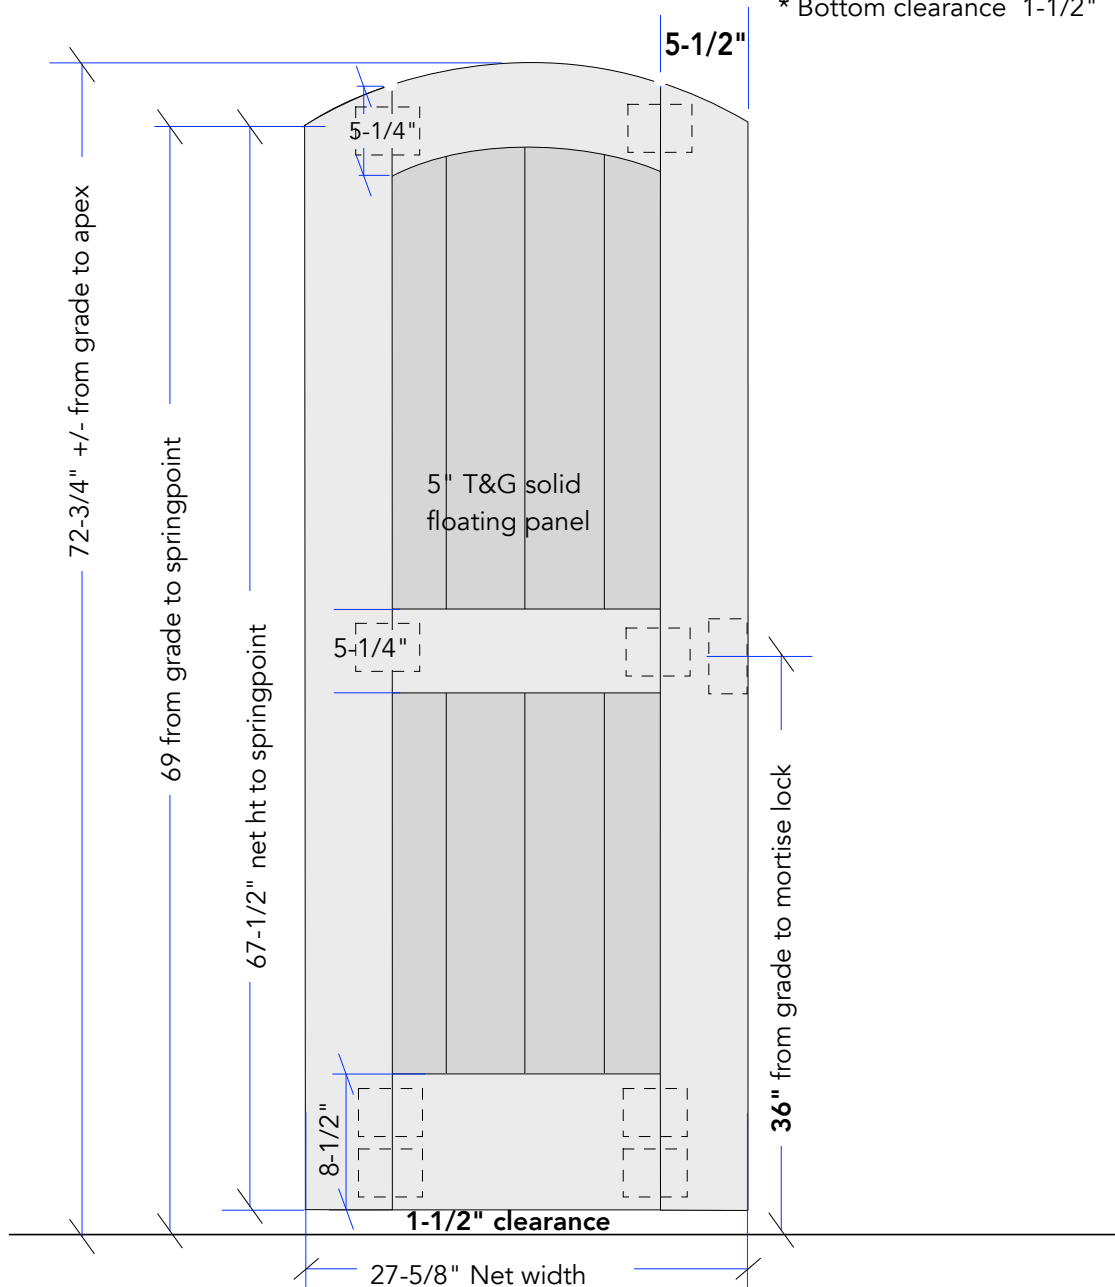 * Bottom clearance 1-1/2"
5-1/2"
5-1/4"
72-3/4" +/- from grade to apex
69 from grade to springpoint
67-1/2" net ht to springpoint
5" T&G solid
floating panel
5-1/4"
36" from grade to mortise lock
8-1/2"
1-1/2" clearance
27-5/8" Net width